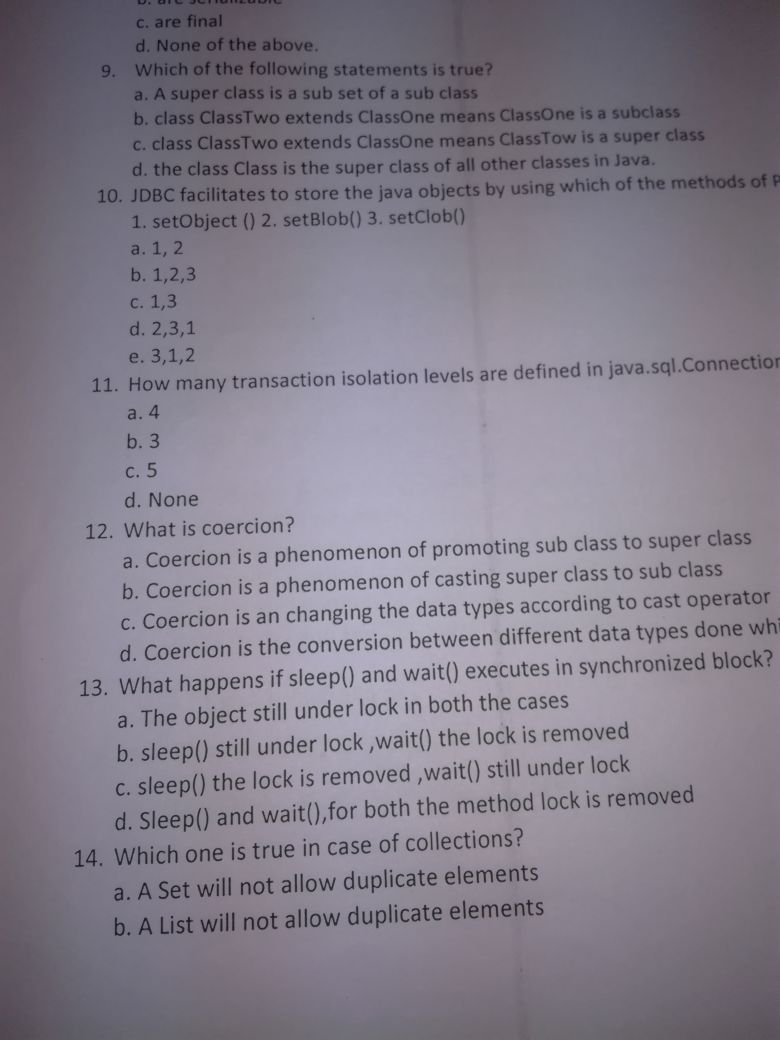 b. are serializable
c. are final
d. None of the above.
9. Which of the following statements is true?
a. A super class is a sub set of a sub class
b. class ClassTwo extends ClassOne means ClassOne is a subclass
c. class ClassTwo extends ClassOne means ClassTow is a super class
d. the class Class is the super class of all other classes in Java.
10. JDBC facilitates to store the java objects by using which of the methods of
1. setObject () 2. setBlob() 3. setClob()
a. 1, 2
b. 1,2,3
c. 1,3
d. 2,3,1
e. 3,1,2
11. How many transaction isolation levels are defined in java.sql.Connection
a. 4
b. 3
c. 5
d. None
12. What is coercion?
a. Coercion is a phenomenon of promoting sub class to super class
b. Coercion is a phenomenon of casting super class to sub class
c. Coercion is an changing the data types according to cast operator
d. Coercion is the conversion between different data types done whi
13. What happens if sleep() and wait() executes in synchronized block?
a. The object still under lock in both the cases
b. sleep() still under lock ,wait() the lock is removed
c. sleep() the lock is removed ,wait() still under lock
d. Sleep() and wait(),for both the method lock is removed
14. Which one is true in case of collections?
a. A Set will not allow duplicate elements
b. A List will not allow duplicate elements